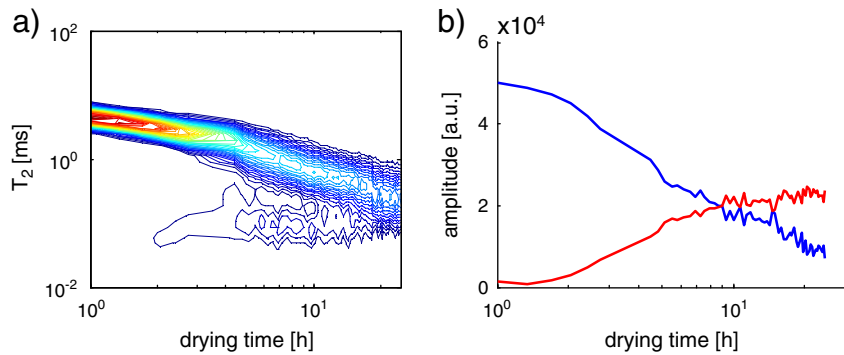 a)
10^2
10^0
10^-2
T_2 [ms]
10^0
10^1
drying time [h]
b)
x10^4
6
4
2
0
amplitude [a.u.]
10^0
10^1
drying time [h]